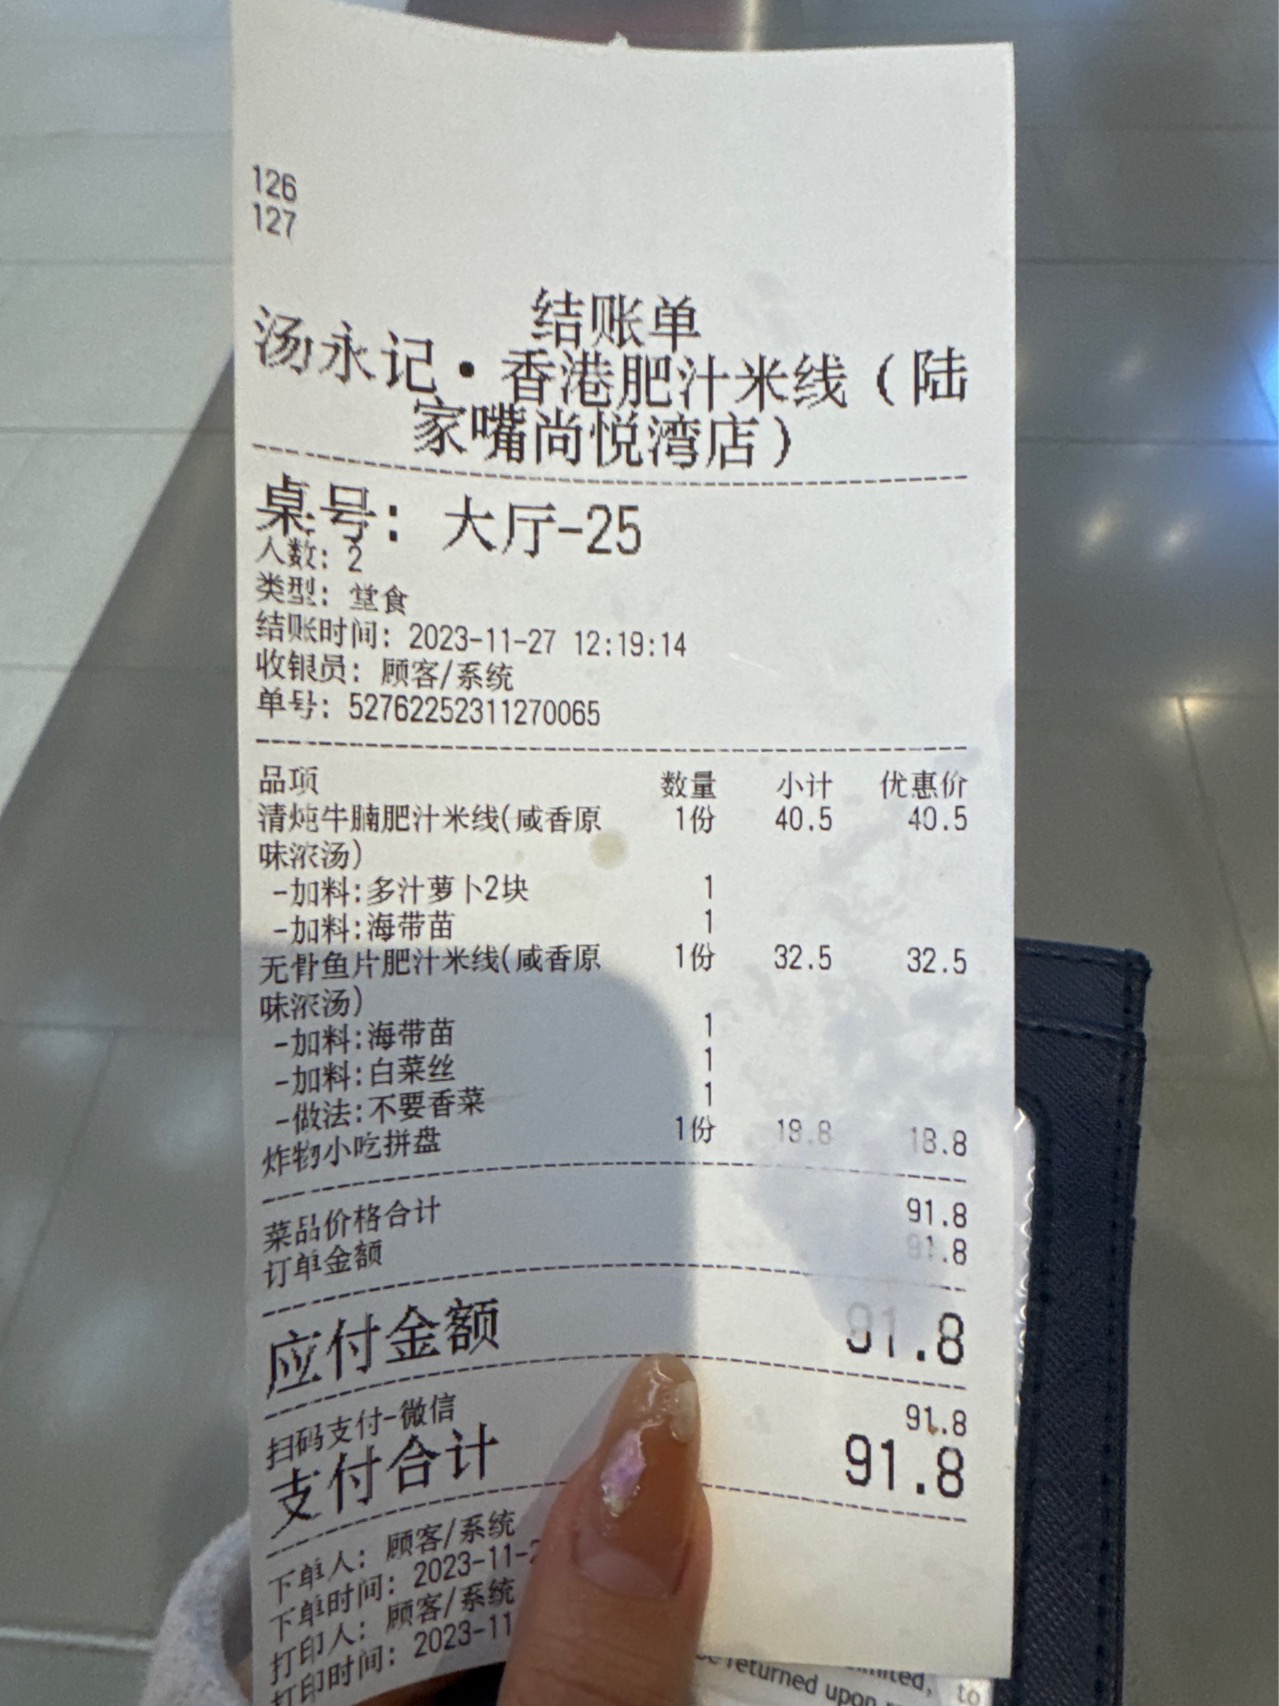 126
127
结账单
汤永记·香港肥汁米线（陆
家嘴尚悦湾店）
桌号：大厅-25
人数：2
类型：堂食
结账时间：2023-11-27 12:19:14
收银员：顾客/系统
单号：52762252311270065
品项 数量 小计 优惠价
清炖牛腩肥汁米线(咸香原 1份 40.5 40.5
味浓汤)
-加料:多汁萝卜2块 1
-加料:海带苗 1
无骨鱼片肥汁米线(咸香原 1份 32.5 32.5
味浓汤)
-加料:海带苗 1
-加料:白菜丝 1
-做法:不要香菜 1
炸物小吃拼盘 1份 18.8 18.8
菜品价格合计 91.8
订单金额 91.8
应付金额 91.8
扫码支付-微信 91.8
支付合计 91.8
下单人：顾客/系统
下单时间：2023-11-2
打印人：顾客/系统
打印时间：2023-11
be returned upon
limited,
to